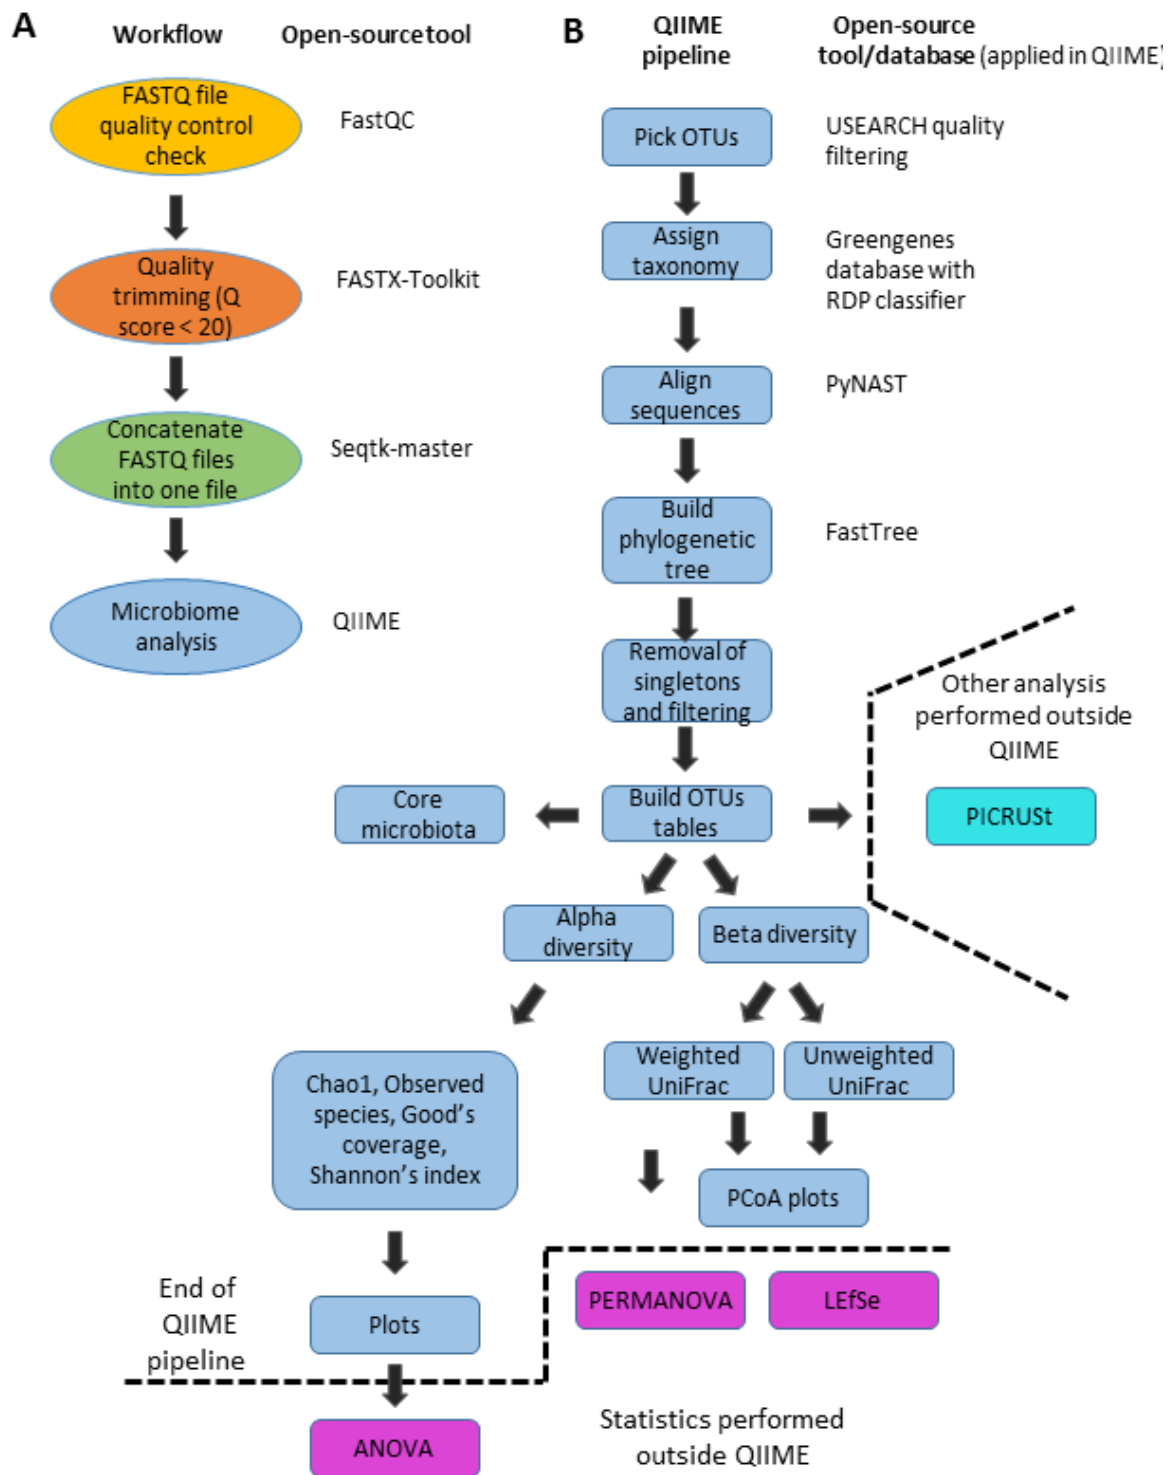 A
Workflow
Open-source tool
FASTQ file
quality control
check
FastQC
Quality
trimming (Q
score < 20)
FASTX-Toolkit
Concatenate
FASTQ files
into one file
Seqtk-master
Microbiome
analysis
QIIME
B
QIIME
pipeline
Open-source
tool/database (applied in QIIME)
Pick OTUs
USEARCH quality
filtering
Assign
taxonomy
Greengenes
database with
RDP classifier
Align
sequences
PyNAST
Build
phylogenetic
tree
FastTree
Removal of
singletons
and filtering
Other analysis
performed outside
QIIME
Core
microbiota
Build OTUs
tables
PICRUSt
Alpha
diversity
Beta diversity
Weighted
UniFrac
Unweighted
UniFrac
Chao1, Observed
species, Good's
coverage,
Shannon's index
PCoA plots
End of
QIIME
pipeline
Plots
PERMANOVA
LEfSe
ANOVA
Statistics performed
outside QIIME